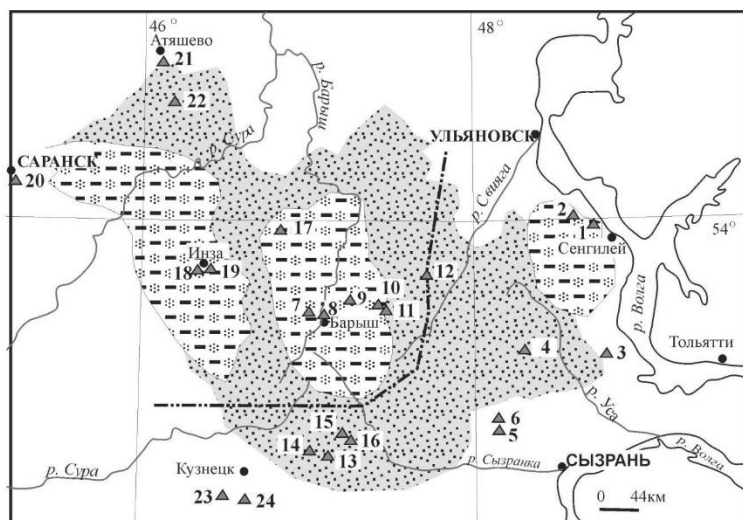 46°
48°
Атяшево
21
22
р. Барыш
р. Сура
САРАНСК
20
УЛЬЯНОВСК
р. Свияга
17
2
1
Сенгилей
54°
Инза
18
19
12
р. Волга
9
10
7
8
11
Барыш
4
3
Тольятти
р. Уса
6
5
15
16
14
13
Кузнецк
р. Сура
р. Сызранка
СЫЗРАНЬ
р. Волга
23
24
0 44км